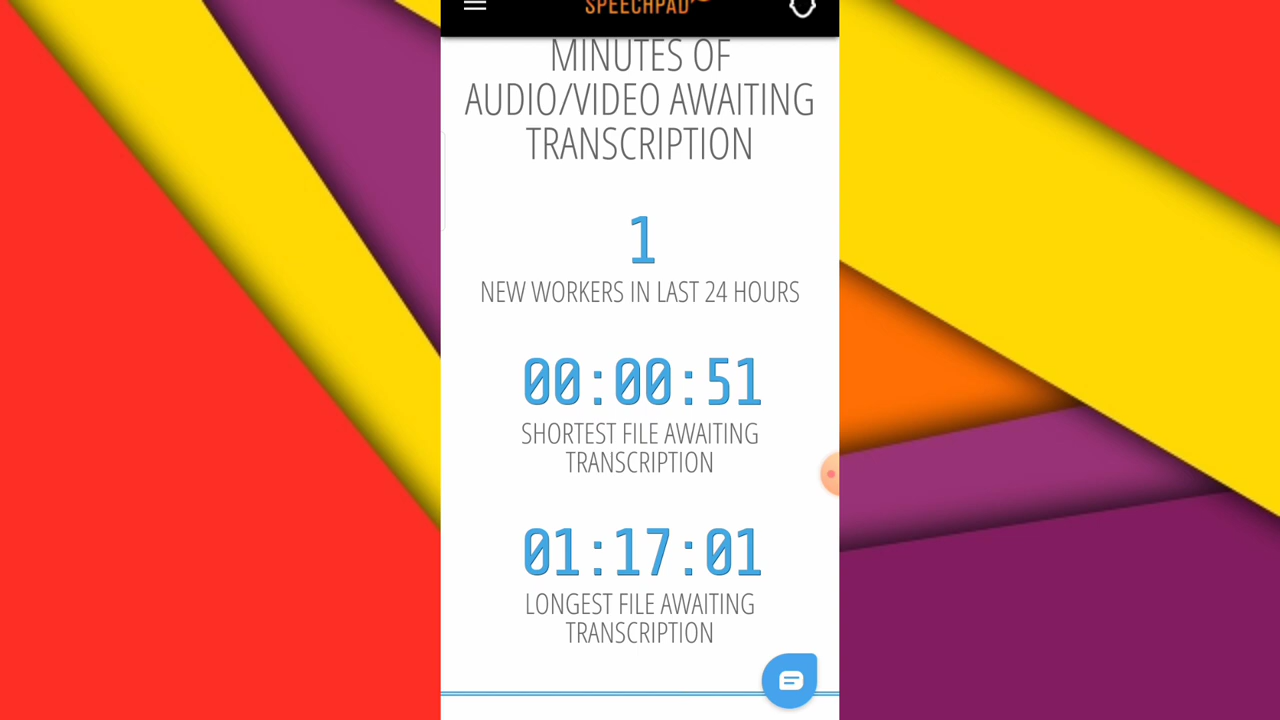 SPEECHPAD
MINUTES OF
AUDIO/VIDEO AWAITING
TRANSCRIPTION
1
NEW WORKERS IN LAST 24 HOURS
00:00:51
SHORTEST FILE AWAITING
TRANSCRIPTION
01:17:01
LONGEST FILE AWAITING
TRANSCRIPTION